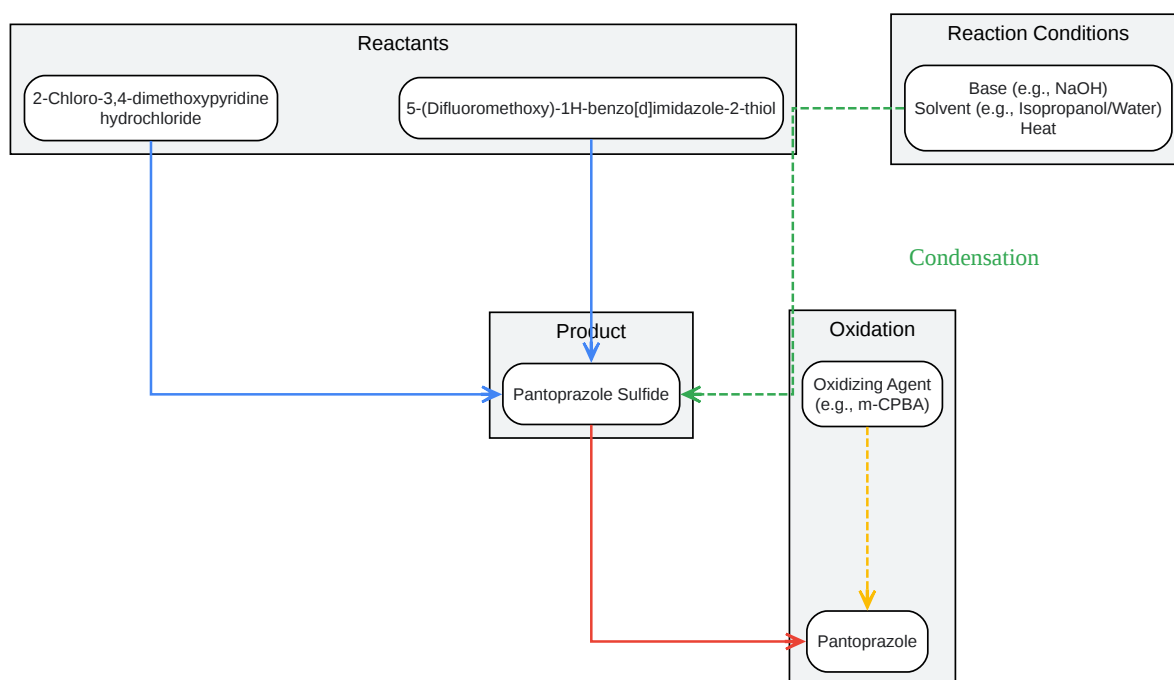 Reactants
2-Chloro-3,4-dimethoxypyridine
hydrochloride
5-(Difluoromethoxy)-1H-benzo[d]imidazole-2-thiol
Reaction Conditions
Base (e.g., NaOH)
Solvent (e.g., Isopropanol/Water)
Heat
Condensation
Product
Pantoprazole Sulfide
Oxidation
Oxidizing Agent
(e.g., m-CPBA)
Pantoprazole